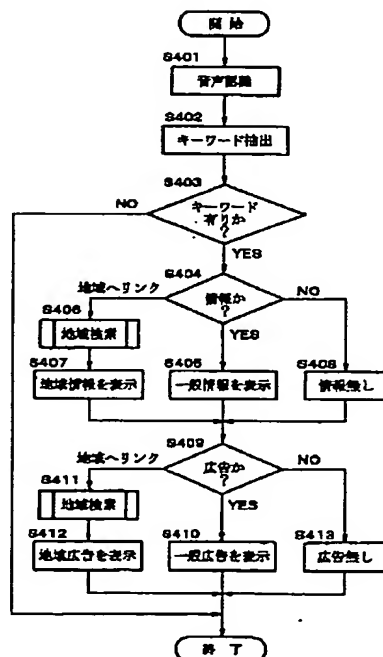 開始
S401
音声認識
S402
キーワード抽出
S403
NO
キーワード
有りか
?
YES
S404
地域へリンク
情報か
?
NO
S406
YES
地域検索
S407
S405
S408
地域情報を表示
一般情報を表示
情報無し
S409
地域へリンク
広告か
?
NO
S411
YES
地域検索
S412
S410
S413
地域広告を表示
一般広告を表示
広告無し
終了